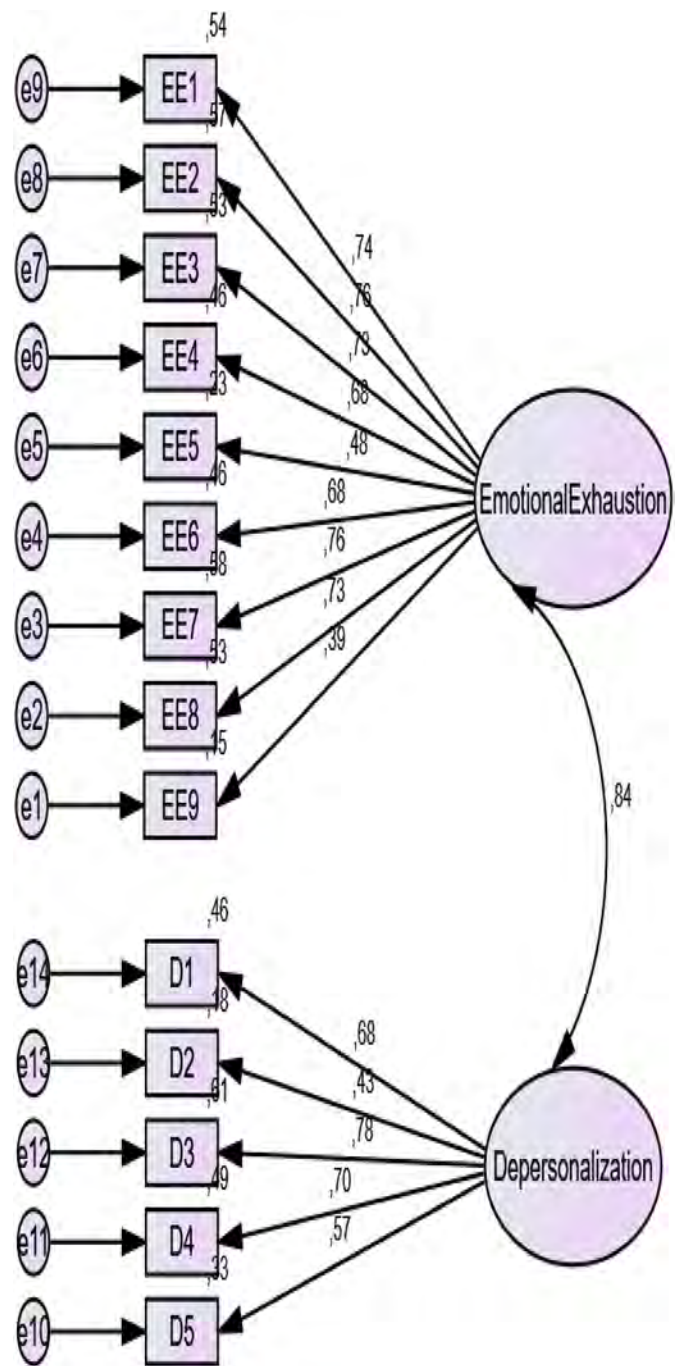 ,54
e9 EE1
,57
e8 EE2
,53
,74
e7 EE3
,76
,46
,73
e6 EE4
,23
,68
e5 EE5
,48
,46
EmotionalExhaustion
,68
e4 EE6
,58
,76
e3 EE7
,73
,53
,39
e2 EE8
,15
e1 EE9
,84
,46
e14 D1
,18
,68
e13 D2
,43
,61
,78
e12 D3
,49
,70
Depersonalization
e11 D4
,57
,33
e10 D5